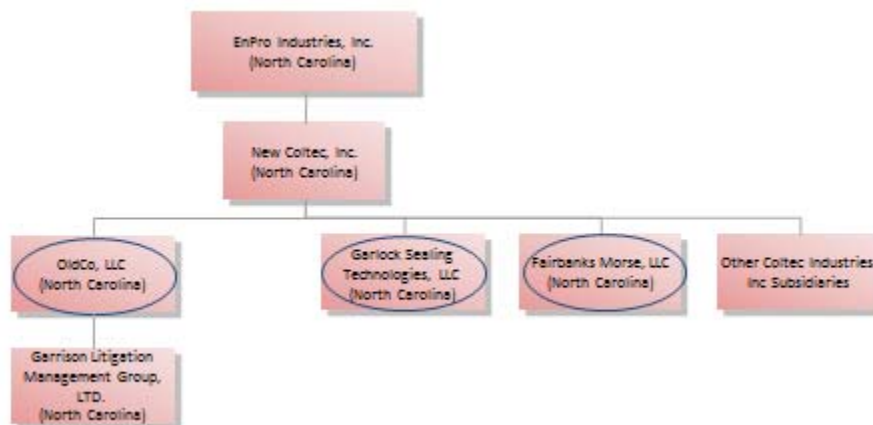 EnPro Industries, Inc.
(North Carolina)
New Coltec, Inc.
(North Carolina)
OldCo, LLC
(North Carolina)
Garlock Sealing
Technologies, LLC
(North Carolina)
Fairbanks Morse, LLC
(North Carolina)
Other Coltec Industries
Inc Subsidiaries
Garrison Litigation
Management Group,
LTD.
(North Carolina)